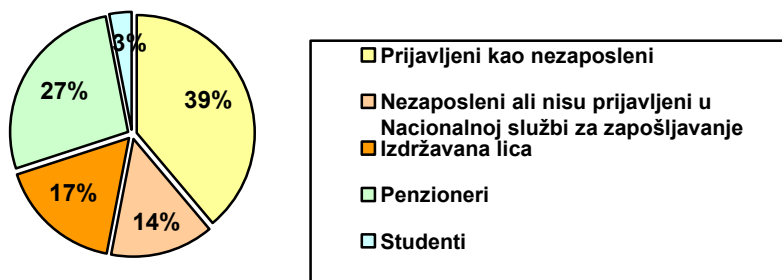 3%
27%
39%
17%
14%
Prijavljeni kao nezaposleni
Nezaposleni ali nisu prijavljeni u
Nacionalnoj službi za zapošljavanje
Izdržavana lica
Penzioneri
Studenti